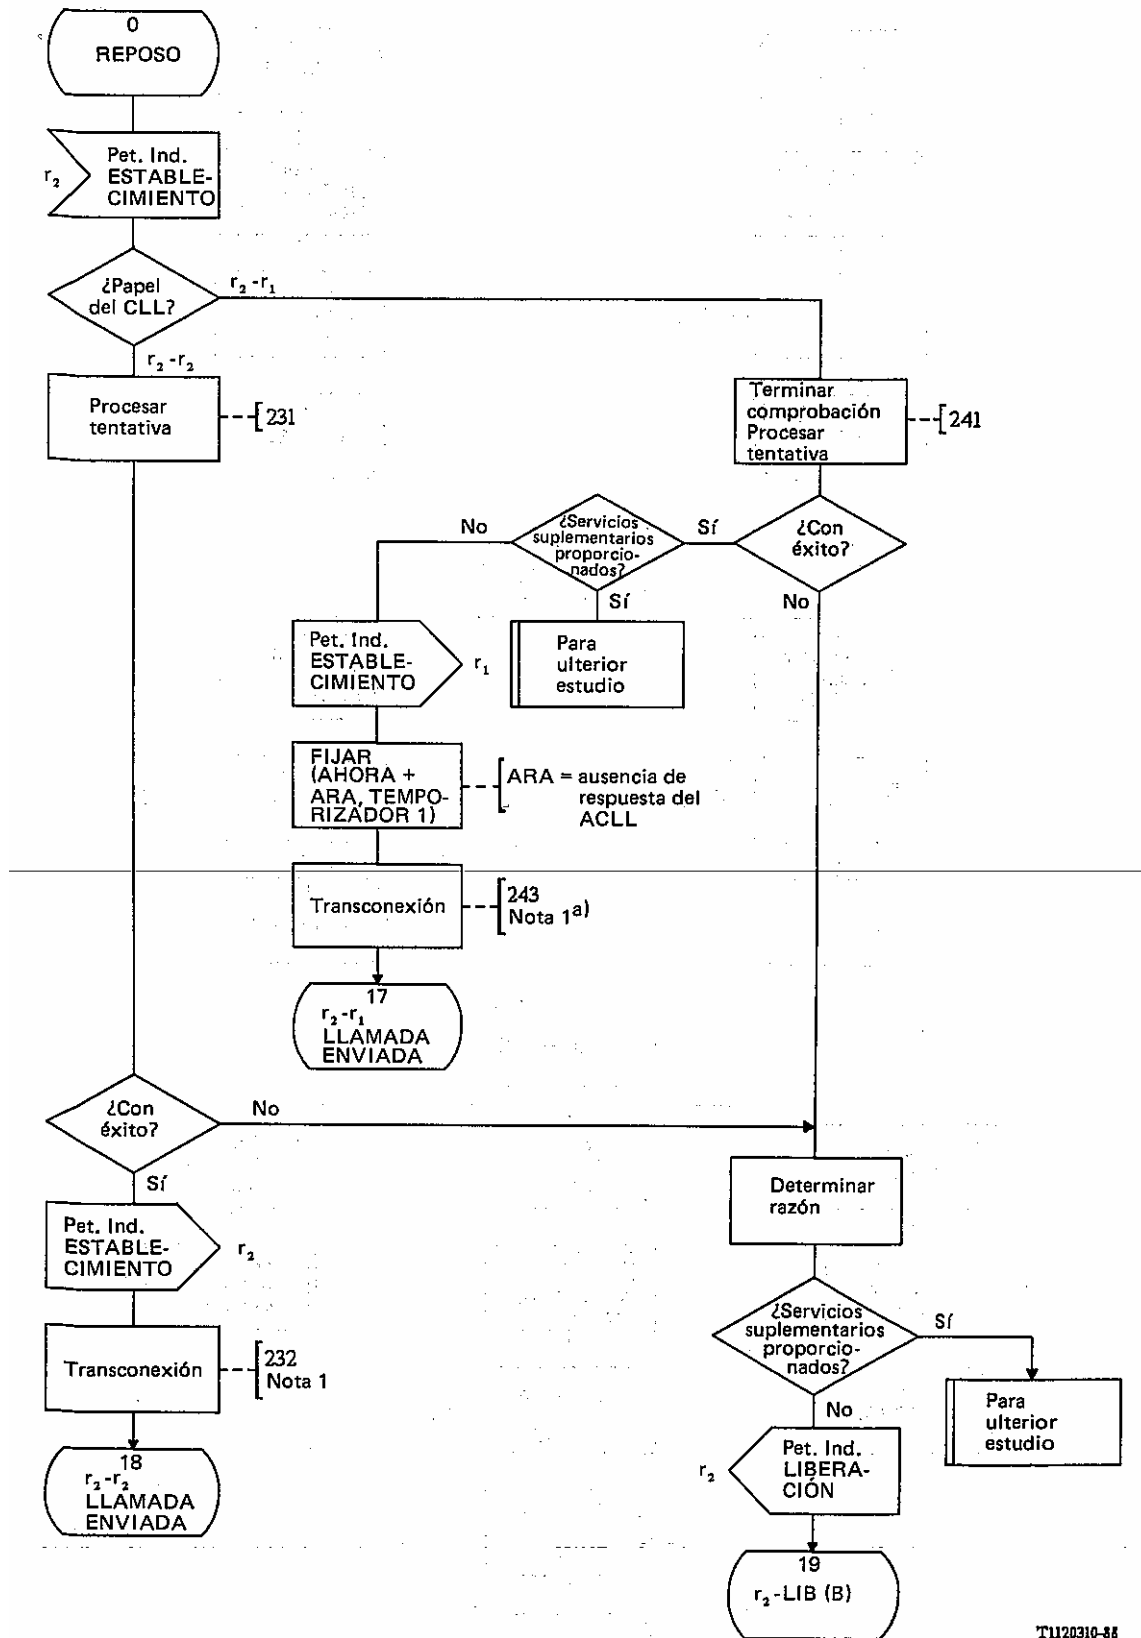 0
REPOSO
r₂
Pet. Ind.
ESTABLE-
CIMIENTO
¿Papel
del CLL?
r₂-r₁
r₂-r₂
Procesar
tentativa
231
Terminar
comprobación
Procesar
tentativa
241
¿Con
éxito?
Sí
No
¿Servicios
suplementarios
proporcio-
nados?
No
Sí
Para
ulterior
estudio
Pet. Ind.
ESTABLE-
CIMIENTO
r₁
FIJAR
(AHORA +
ARA, TEMPO-
RIZADOR 1)
ARA = ausencia de
respuesta del
ACLL
Transconexión
243
Nota 1a)
17
r₂-r₁
LLAMADA
ENVIADA
¿Con
éxito?
No
Sí
Pet. Ind.
ESTABLE-
CIMIENTO
r₂
Transconexión
232
Nota 1
18
r₂-r₂
LLAMADA
ENVIADA
Determinar
razón
¿Servicios
suplementarios
proporcio-
nados?
Sí
No
Para
ulterior
estudio
r₂
Pet. Ind.
LIBERA-
CIÓN
19
r₂-LIB (B)
T1120310-88